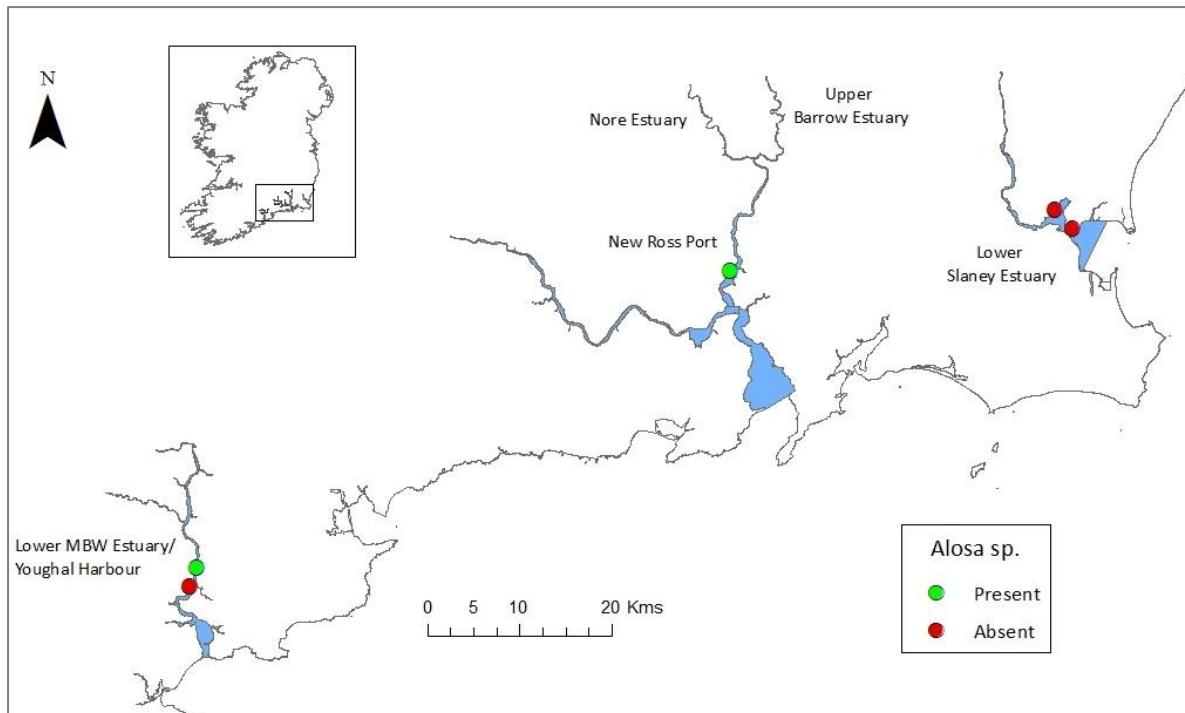 N
Nore Estuary
Upper
Barrow Estuary
New Ross Port
Lower
Slaney Estuary
Lower MBW Estuary/
Youghal Harbour
0 5 10 20 Kms
Alosa sp.
Present
Absent